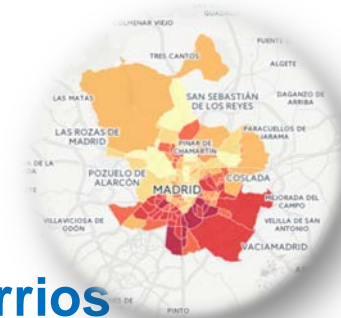 COLMENAR VIEJO
TRES CANTOS
ALGETE
LAS MATAS
SAN SEBASTIÁN
DE LOS REYES
DAGANZO DE
ARRIBA
LAS ROZAS DE
MADRID
PINAR DE
CHAMARTÍN
PARACUELLOS DE
JARAMA
POZUELO DE
ALARCÓN
MADRID
COSLADA
MEJORADA DEL
CAMPO
VILLAVICIOSA DE
ODÓN
VELILLA DE SAN
ANTONIO
VACIAMADRID
PINTO
rrios